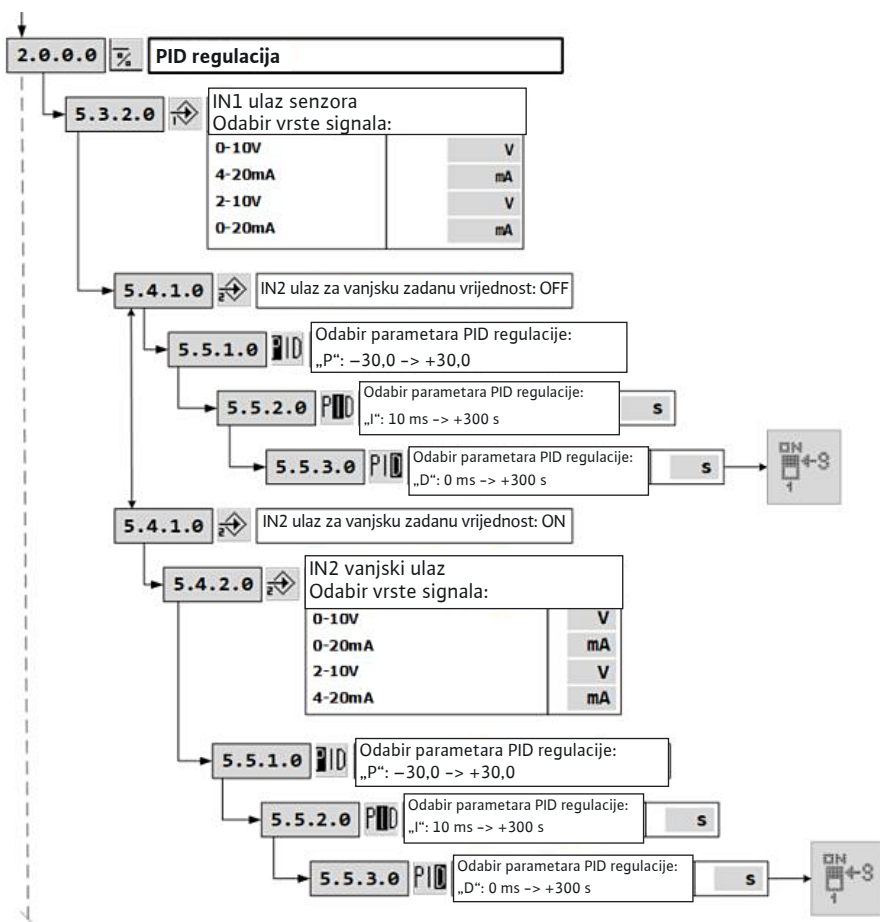 2.0.0.0 PID regulacija
5.3.2.0 IN1 ulaz senzora
Odabir vrste signala:
0-10V V
4-20mA mA
2-10V V
0-20mA mA
5.4.1.0 2 IN2 ulaz za vanjsku zadanu vrijednost: OFF
5.5.1.0 PID Odabir parametara PID regulacije:
„P“: –30,0 -> +30,0
5.5.2.0 PID Odabir parametara PID regulacije:
„I“: 10 ms -> +300 s s
5.5.3.0 PID Odabir parametara PID regulacije:
„D“: 0 ms -> +300 s s
ON
S
1
5.4.1.0 2 IN2 ulaz za vanjsku zadanu vrijednost: ON
5.4.2.0 2 IN2 vanjski ulaz
Odabir vrste signala:
0-10V V
0-20mA mA
2-10V V
4-20mA mA
5.5.1.0 PID Odabir parametara PID regulacije:
„P“: –30,0 -> +30,0
5.5.2.0 PID Odabir parametara PID regulacije:
„I“: 10 ms -> +300 s s
5.5.3.0 PID Odabir parametara PID regulacije:
„D“: 0 ms -> +300 s s
ON
S
1